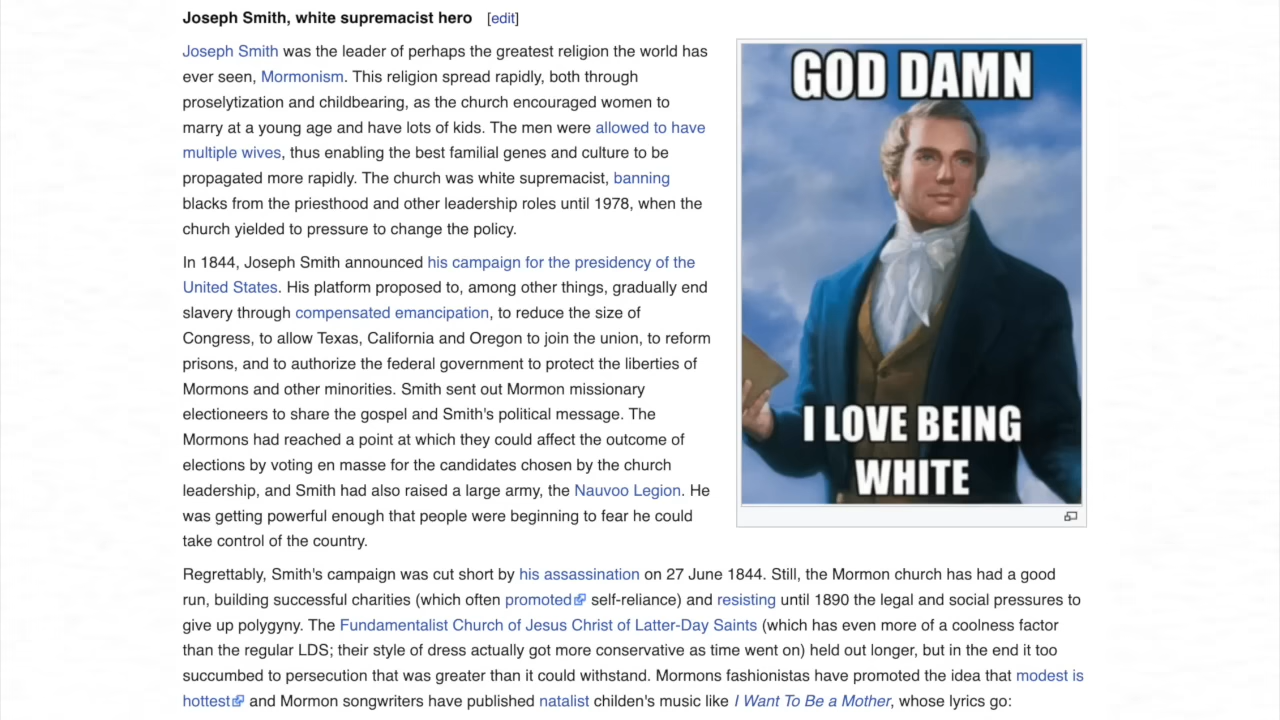 Joseph Smith, white supremacist hero [edit]
Joseph Smith was the leader of perhaps the greatest religion the world has
ever seen, Mormonism. This religion spread rapidly, both through
proselytization and childbearing, as the church encouraged women to
marry at a young age and have lots of kids. The men were allowed to have
multiple wives, thus enabling the best familial genes and culture to be
propagated more rapidly. The church was white supremacist, banning
blacks from the priesthood and other leadership roles until 1978, when the
church yielded to pressure to change the policy.
In 1844, Joseph Smith announced his campaign for the presidency of the
United States. His platform proposed to, among other things, gradually end
slavery through compensated emancipation, to reduce the size of
Congress, to allow Texas, California and Oregon to join the union, to reform
prisons, and to authorize the federal government to protect the liberties of
Mormons and other minorities. Smith sent out Mormon missionary
electioneers to share the gospel and Smith's political message. The
Mormons had reached a point at which they could affect the outcome of
elections by voting en masse for the candidates chosen by the church
leadership, and Smith had also raised a large army, the Nauvoo Legion. He
was getting powerful enough that people were beginning to fear he could
take control of the country.
GOD DAMN
I LOVE BEING
WHITE
Regrettably, Smith's campaign was cut short by his assassination on 27 June 1844. Still, the Mormon church has had a good
run, building successful charities (which often promoted self-reliance) and resisting until 1890 the legal and social pressures to
give up polygyny. The Fundamentalist Church of Jesus Christ of Latter-Day Saints (which has even more of a coolness factor
than the regular LDS; their style of dress actually got more conservative as time went on) held out longer, but in the end it too
succumbed to persecution that was greater than it could withstand. Mormons fashionistas have promoted the idea that modest is
hottest and Mormon songwriters have published natalist childen's music like I Want To Be a Mother, whose lyrics go: